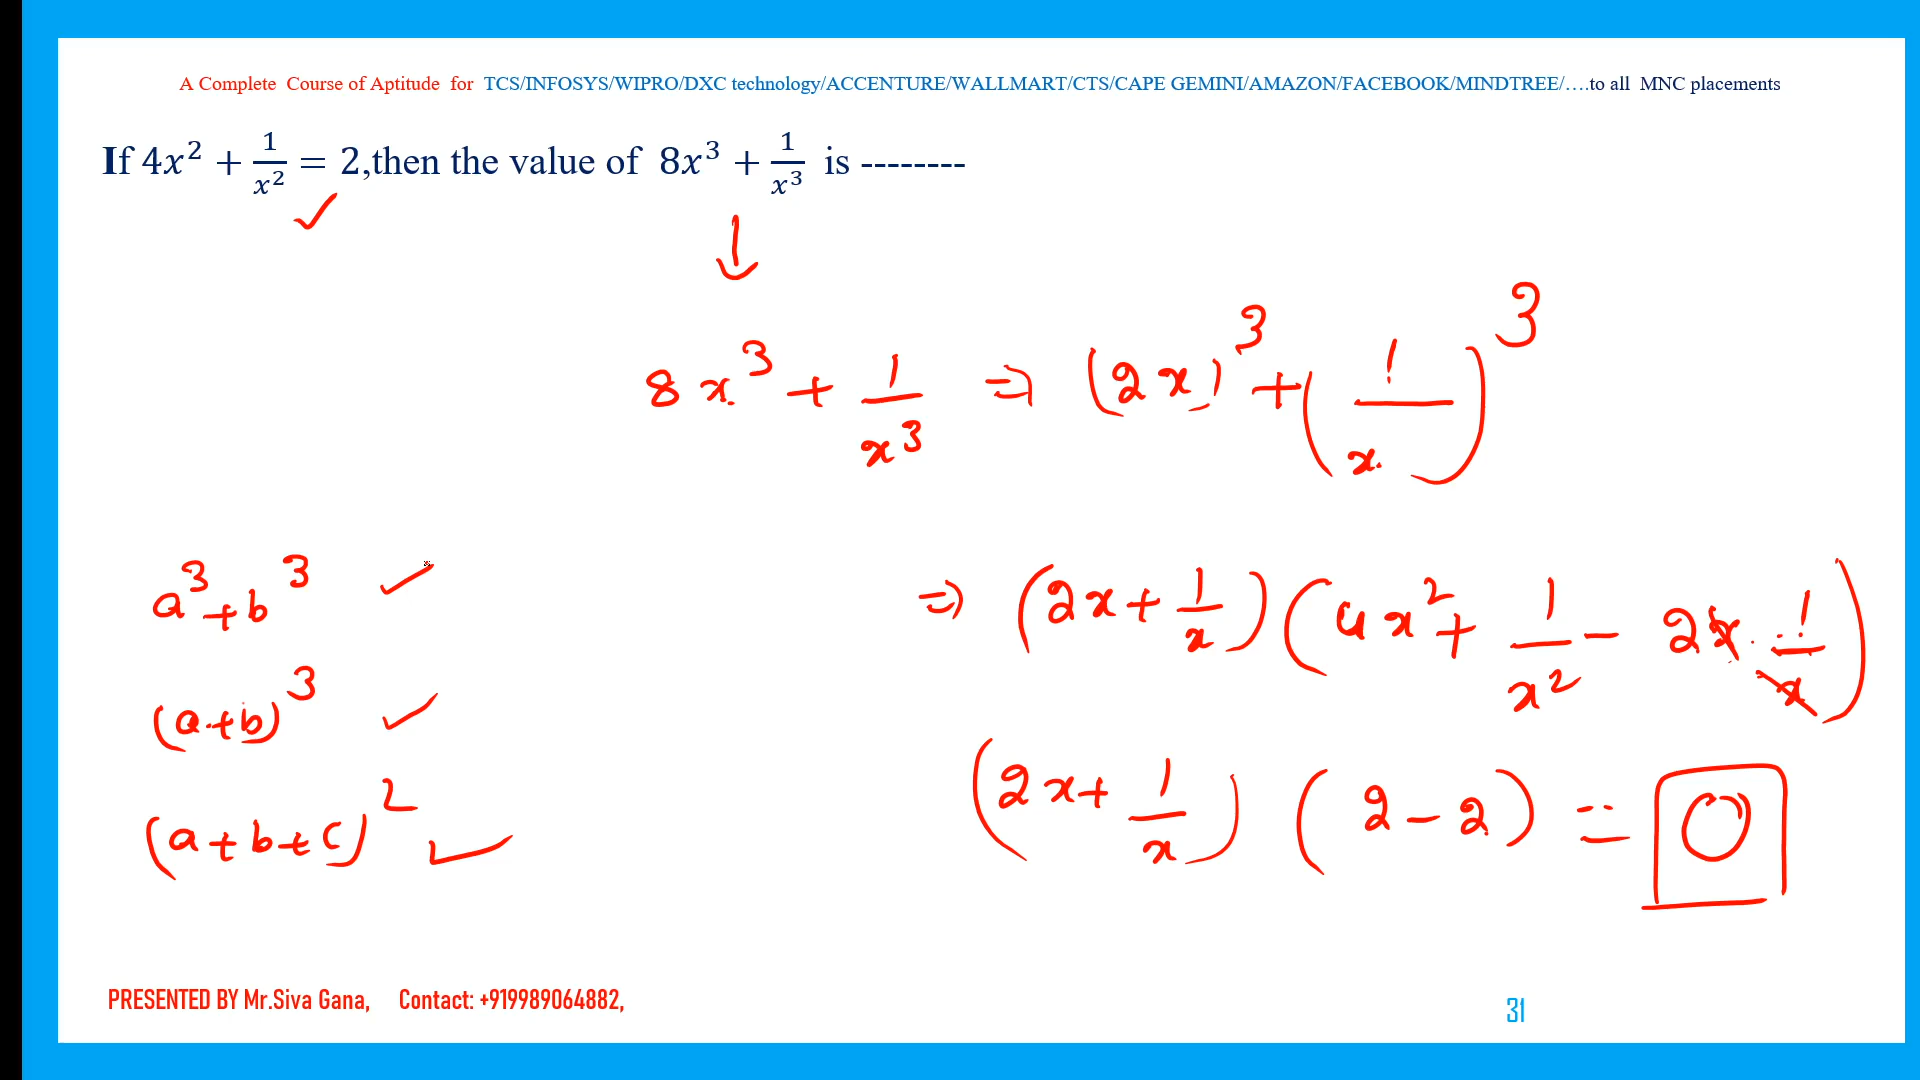 A Complete Course of Aptitude for TCS/INFOSYS/WIPRO/DXC technology/ACCENTURE/WALLMART/CTS/CAPE GEMINI/AMAZON/FACEBOOK/MINDTREE/….to all MNC placements
If 4x² + 1/x² = 2,then the value of 8x³ + 1/x³ is --------
8x³ + 1/x³ ⇒ (2x)³ + (1/x)³
a³+b³
⇒ (2x + 1/x) (4x² + 1/x² − 2x · 1/x)
(a+b)³
(2x + 1/x) (2 − 2) = 0
(a+b+c)²
PRESENTED BY Mr.Siva Gana, Contact: +919989064882,
31